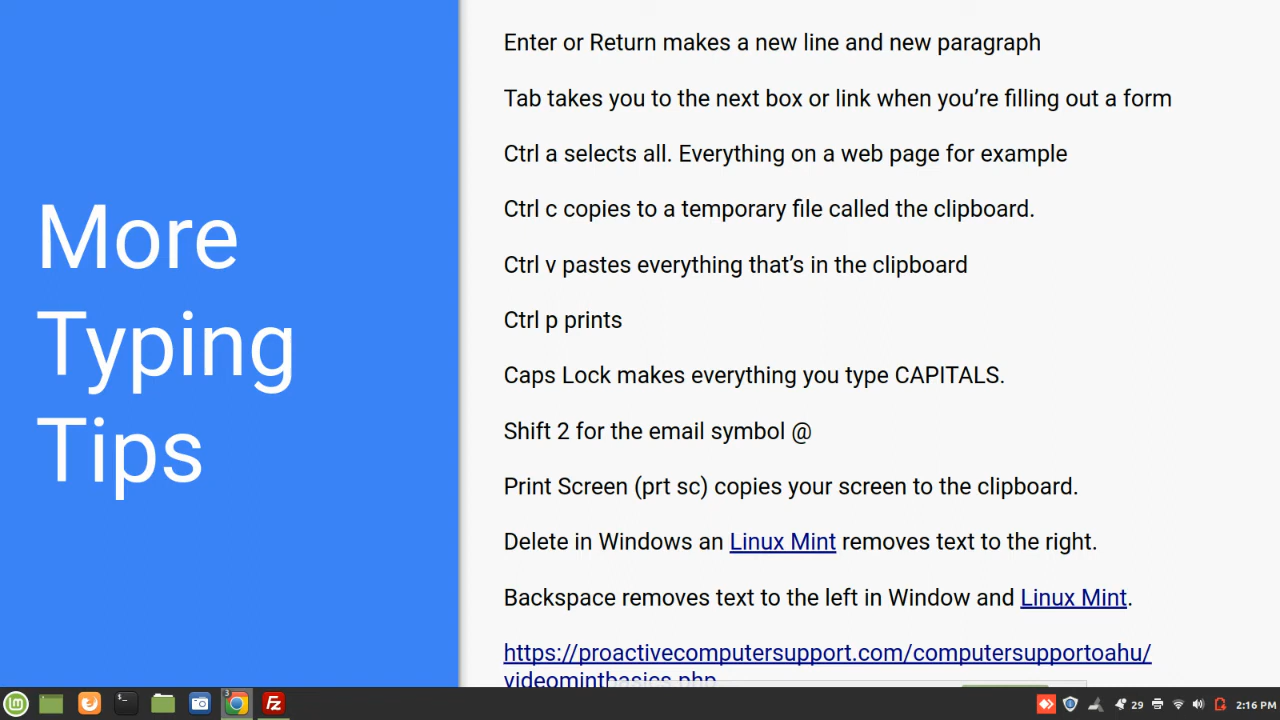 More
Typing
Tips
Enter or Return makes a new line and new paragraph
Tab takes you to the next box or link when you’re filling out a form
Ctrl a selects all. Everything on a web page for example
Ctrl c copies to a temporary file called the clipboard.
Ctrl v pastes everything that’s in the clipboard
Ctrl p prints
Caps Lock makes everything you type CAPITALS.
Shift 2 for the email symbol @
Print Screen (prt sc) copies your screen to the clipboard.
Delete in Windows an Linux Mint removes text to the right.
Backspace removes text to the left in Window and Linux Mint.
https://proactivecomputersupport.com/computersupportoahu/
videomintbasics.php
3
29
2:16 PM